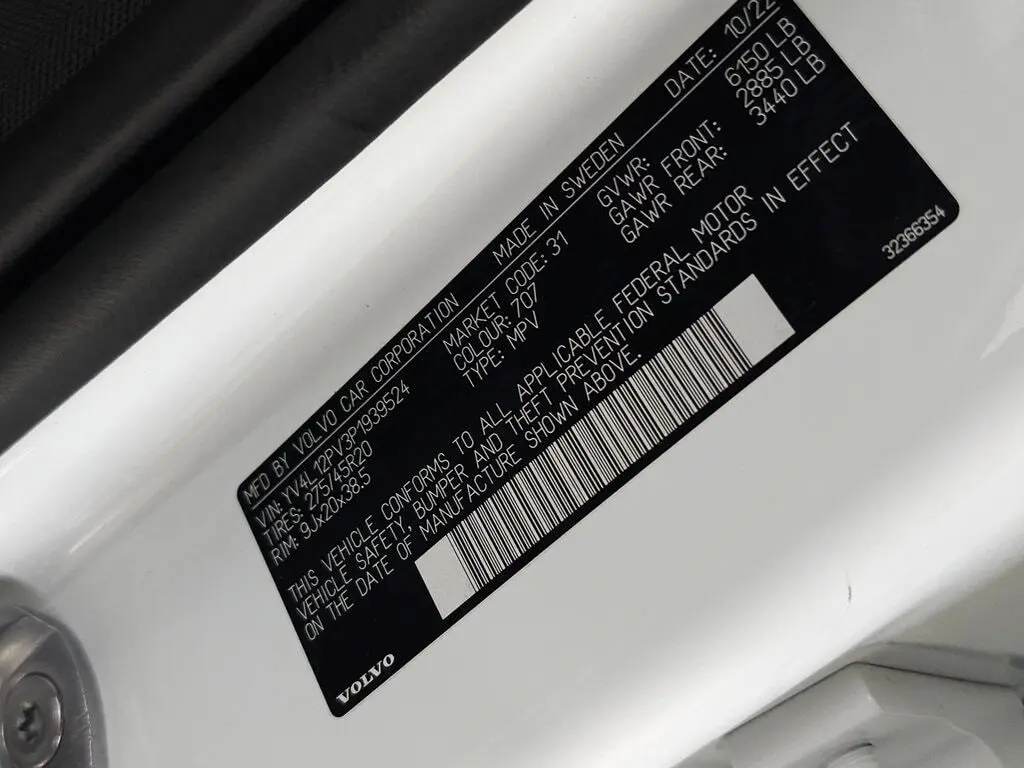 MFD BY VOLVO CAR CORPORATION MADE IN SWEDEN DATE: 10/22
VIN: YV4L12PV3P1939524 MARKET CODE: 31 GVWR: 6150 LB
TIRES: 275/45R20 COLOUR: 707 GAWR FRONT: 2885 LB
RIM: 9Jx20x38.5 TYPE: MPV GAWR REAR: 3440 LB
THIS VEHICLE CONFORMS TO ALL APPLICABLE FEDERAL MOTOR
VEHICLE SAFETY, BUMPER AND THEFT PREVENTION STANDARDS IN EFFECT
ON THE DATE OF MANUFACTURE SHOWN ABOVE.
VOLVO
32366354